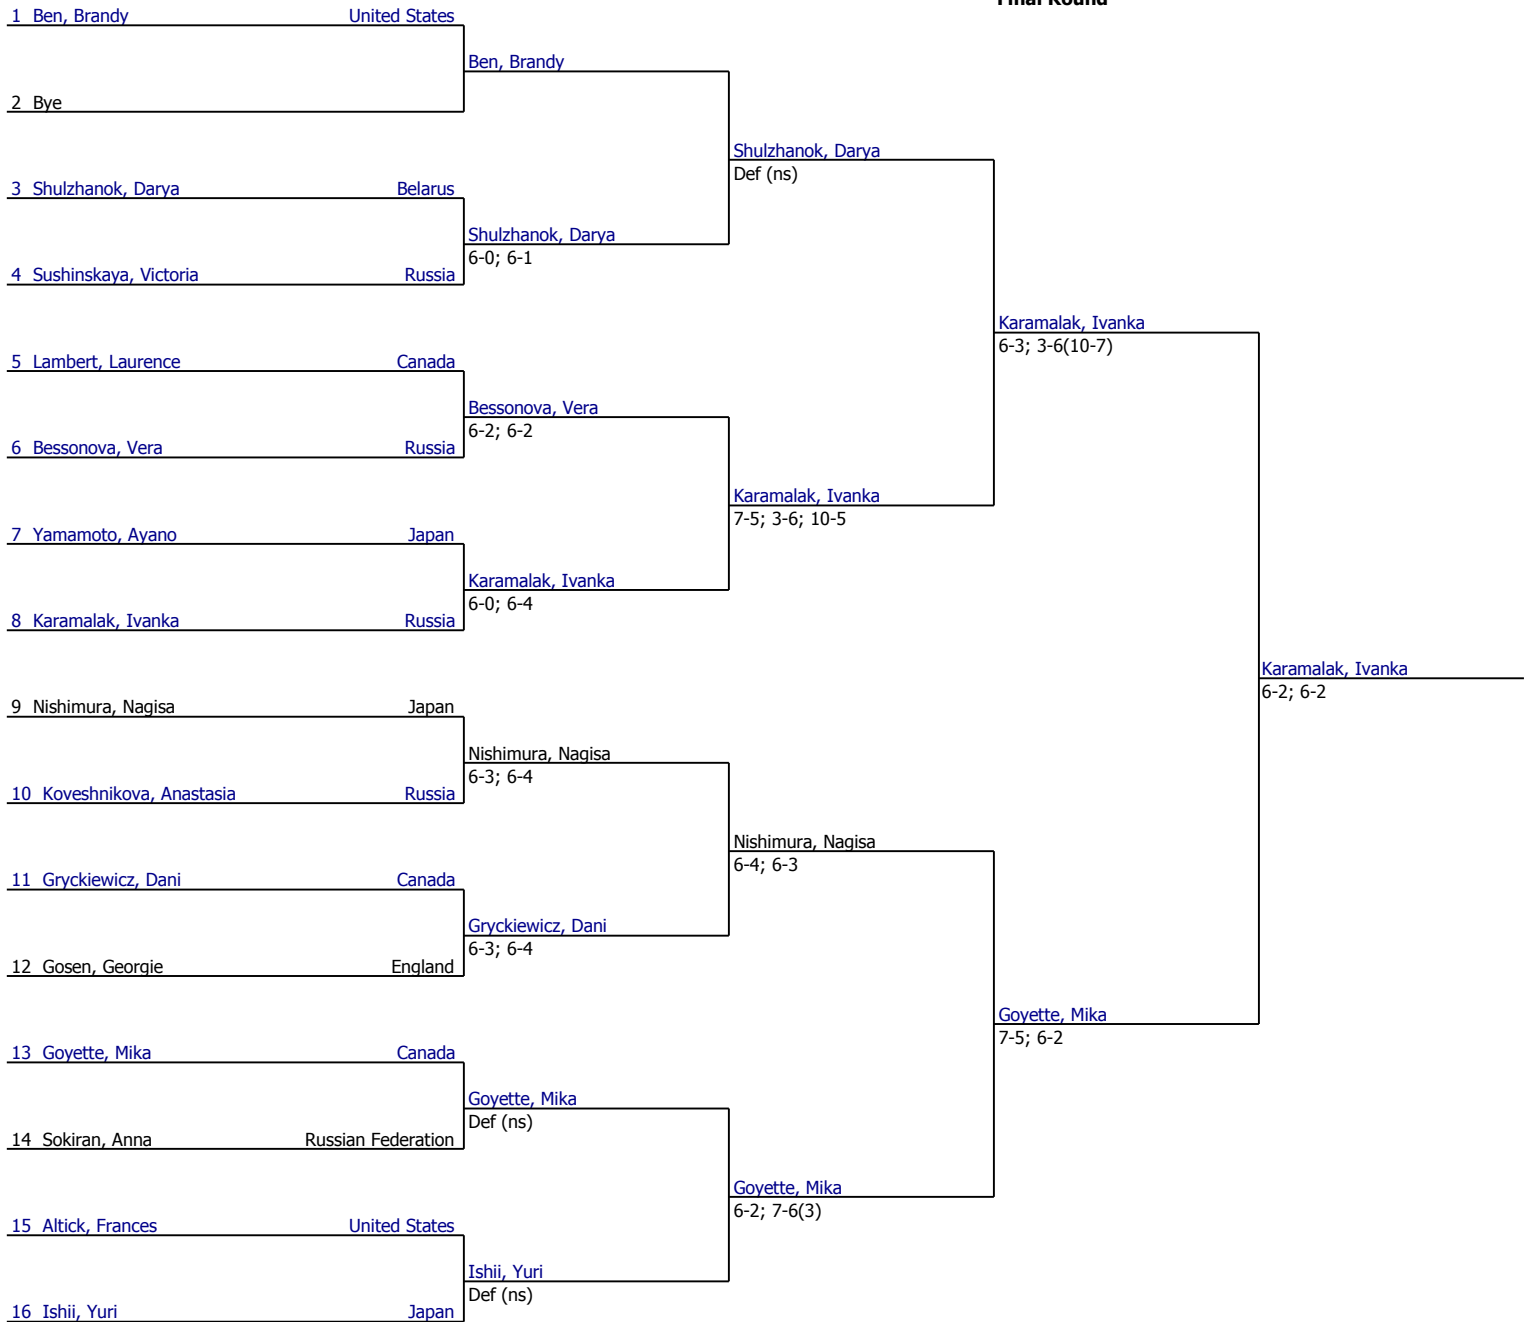 Final Round
1 Ben, Brandy United States
Ben, Brandy
2 Bye
Shulzhanok, Darya
Def (ns)
3 Shulzhanok, Darya Belarus
Shulzhanok, Darya
6-0; 6-1
4 Sushinskaya, Victoria Russia
Karamalak, Ivanka
6-3; 3-6(10-7)
5 Lambert, Laurence Canada
Bessonova, Vera
6-2; 6-2
6 Bessonova, Vera Russia
Karamalak, Ivanka
7-5; 3-6; 10-5
7 Yamamoto, Ayano Japan
Karamalak, Ivanka
6-0; 6-4
8 Karamalak, Ivanka Russia
Karamalak, Ivanka
6-2; 6-2
9 Nishimura, Nagisa Japan
Nishimura, Nagisa
6-3; 6-4
10 Koveshnikova, Anastasia Russia
Nishimura, Nagisa
6-4; 6-3
11 Gryckiewicz, Dani Canada
Gryckiewicz, Dani
6-3; 6-4
12 Gosen, Georgie England
Goyette, Mika
7-5; 6-2
13 Goyette, Mika Canada
Goyette, Mika
Def (ns)
14 Sokiran, Anna Russian Federation
Goyette, Mika
6-2; 7-6(3)
15 Altick, Frances United States
Ishii, Yuri
Def (ns)
16 Ishii, Yuri Japan